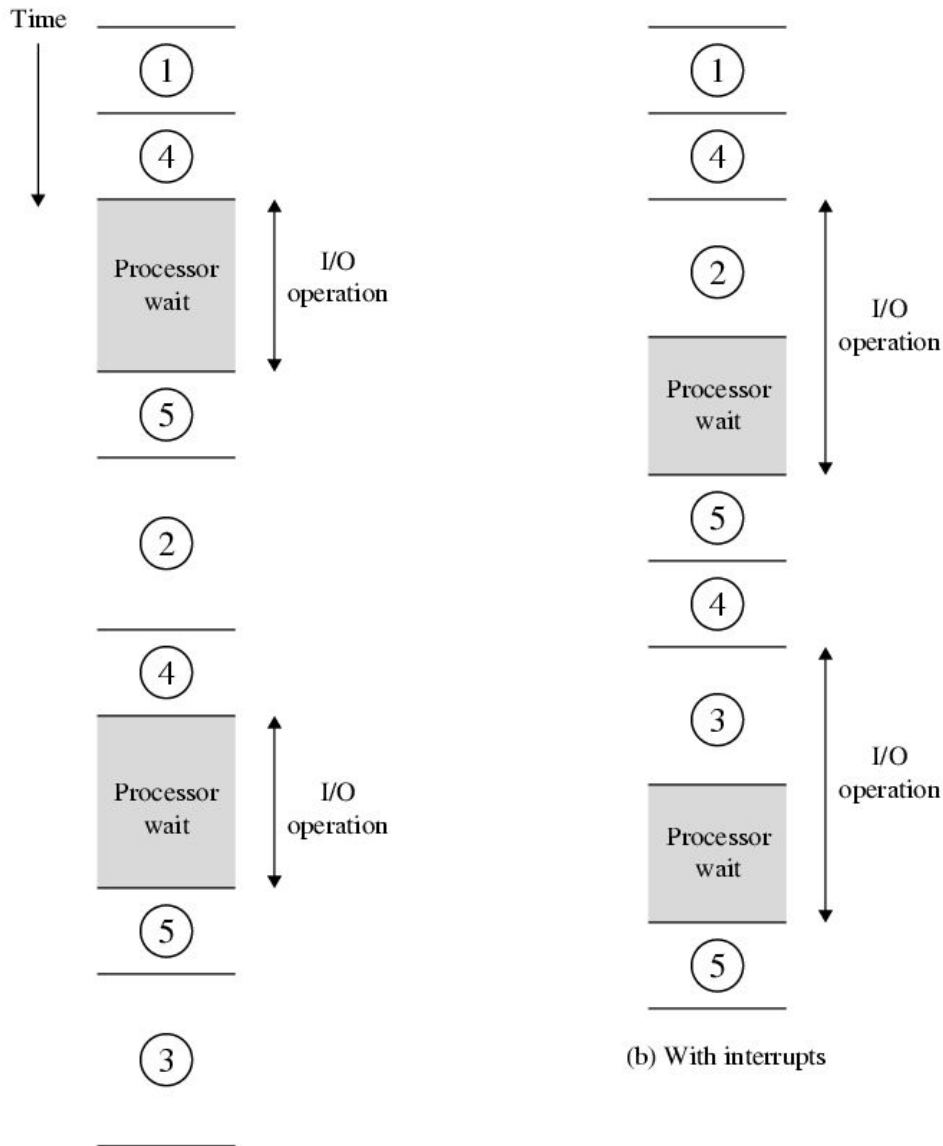 Time
1
4
Processor
wait
I/O
operation
5
2
4
Processor
wait
I/O
operation
5
3
1
4
2
I/O
operation
Processor
wait
5
4
3
I/O
operation
Processor
wait
5
(b) With interrupts